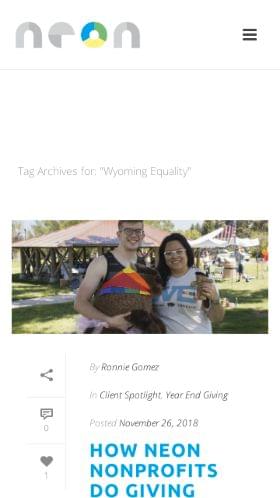 neon
Tag Archives for: "Wyoming Equality"
By Ronnie Gomez
In Client Spotlight, Year End Giving
0
Posted November 26, 2018
HOW NEON
1
NONPROFITS
DO GIVING